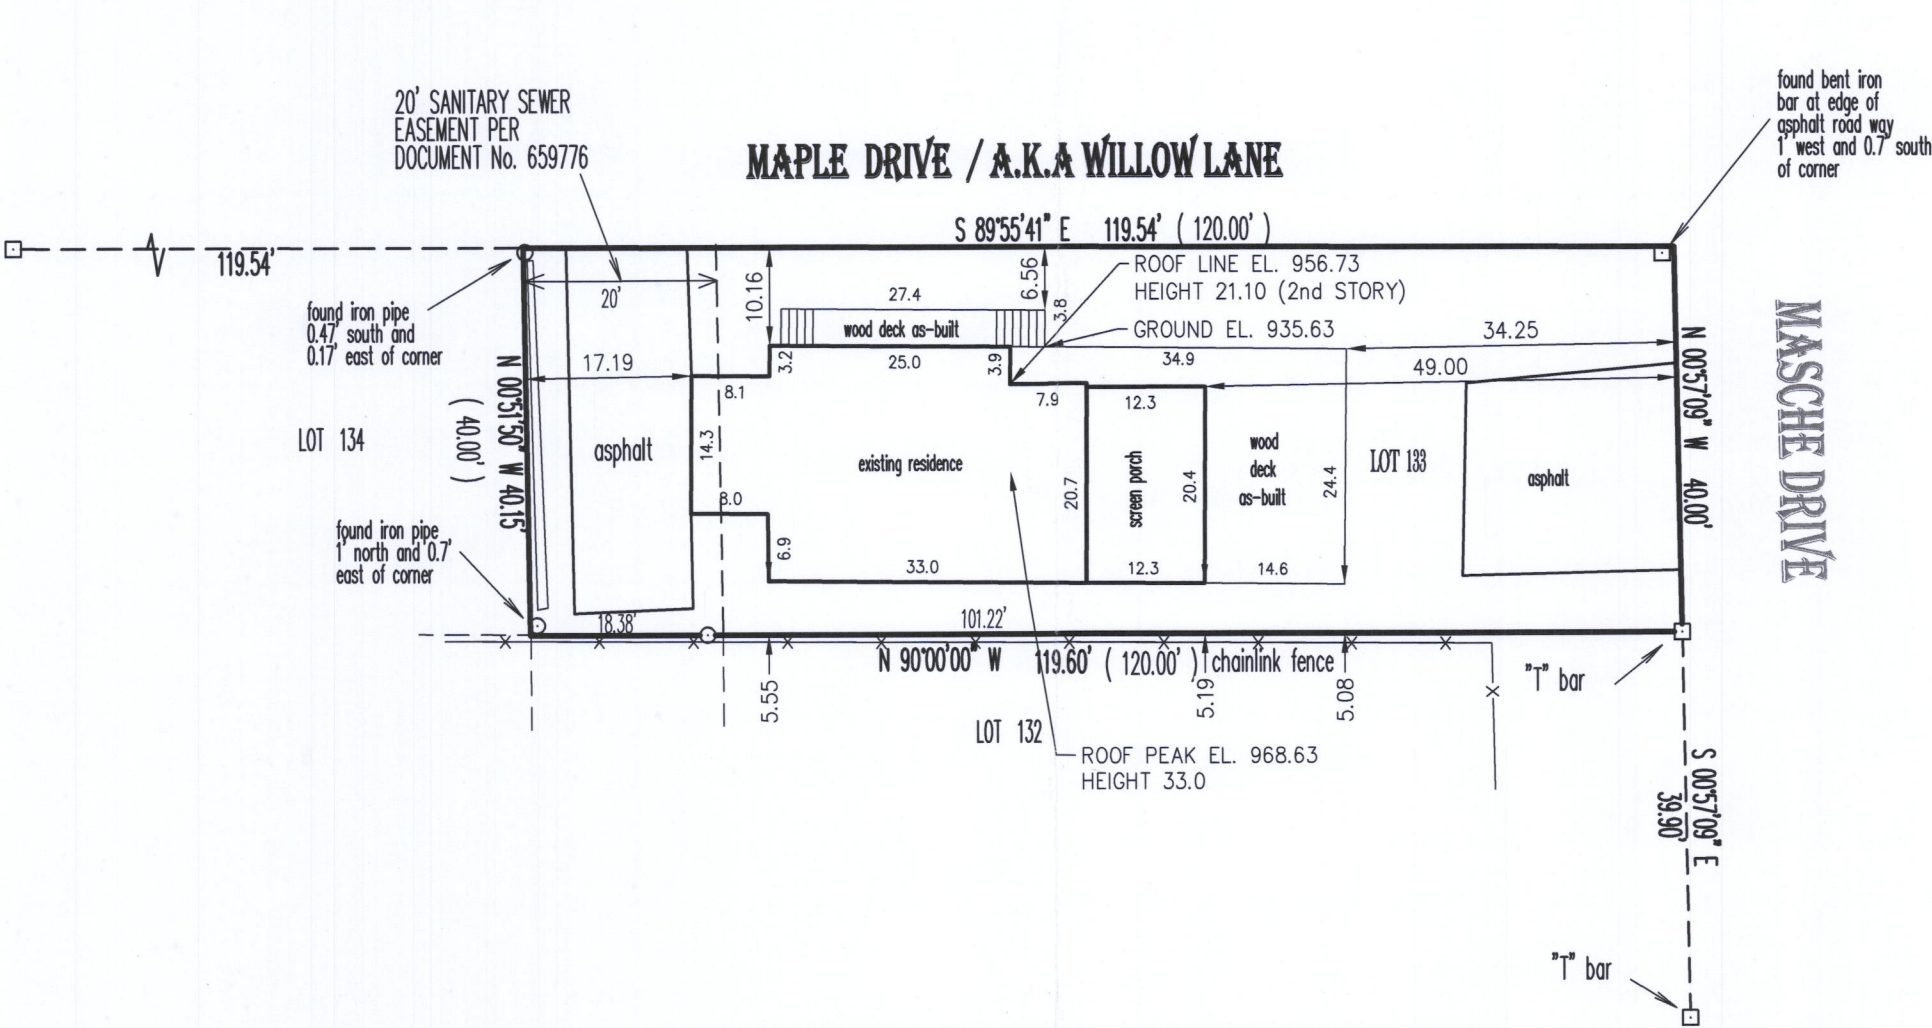 20' SANITARY SEWER
EASEMENT PER
DOCUMENT No. 659776
MAPLE DRIVE / A.K.A WILLOW LANE
found bent iron
bar at edge of
asphalt road way
1' west and 0.7' south
of corner
S 89°55'41" E 119.54' ( 120.00' )
119.54'
found iron pipe
0.47' south and
0.17' east of corner
20'
10.16
27.4
6.56
3.8
wood deck as-built
ROOF LINE EL. 956.73
HEIGHT 21.10 (2nd STORY)
GROUND EL. 935.63
34.25
34.9
49.00
17.19
3.2
25.0
3.9
8.1
7.9
12.3
N 00°51'50" W 40.15'
( 40.00' )
LOT 134
asphalt
14.3
8.0
existing residence
20.7
screen porch
20.4
wood
deck
as-built
24.4
LOT 133
asphalt
N 00°57'09" W 40.00'
MASCHE DRIVE
found iron pipe
1' north and 0.7'
east of corner
6.9
33.0
12.3
14.6
18.38'
101.22'
N 90°00'00" W 119.60' ( 120.00' )
chainlink fence
5.55
5.19
5.08
"T" bar
LOT 132
ROOF PEAK EL. 968.63
HEIGHT 33.0
S 00°57'09" E
39.90'
"T" bar